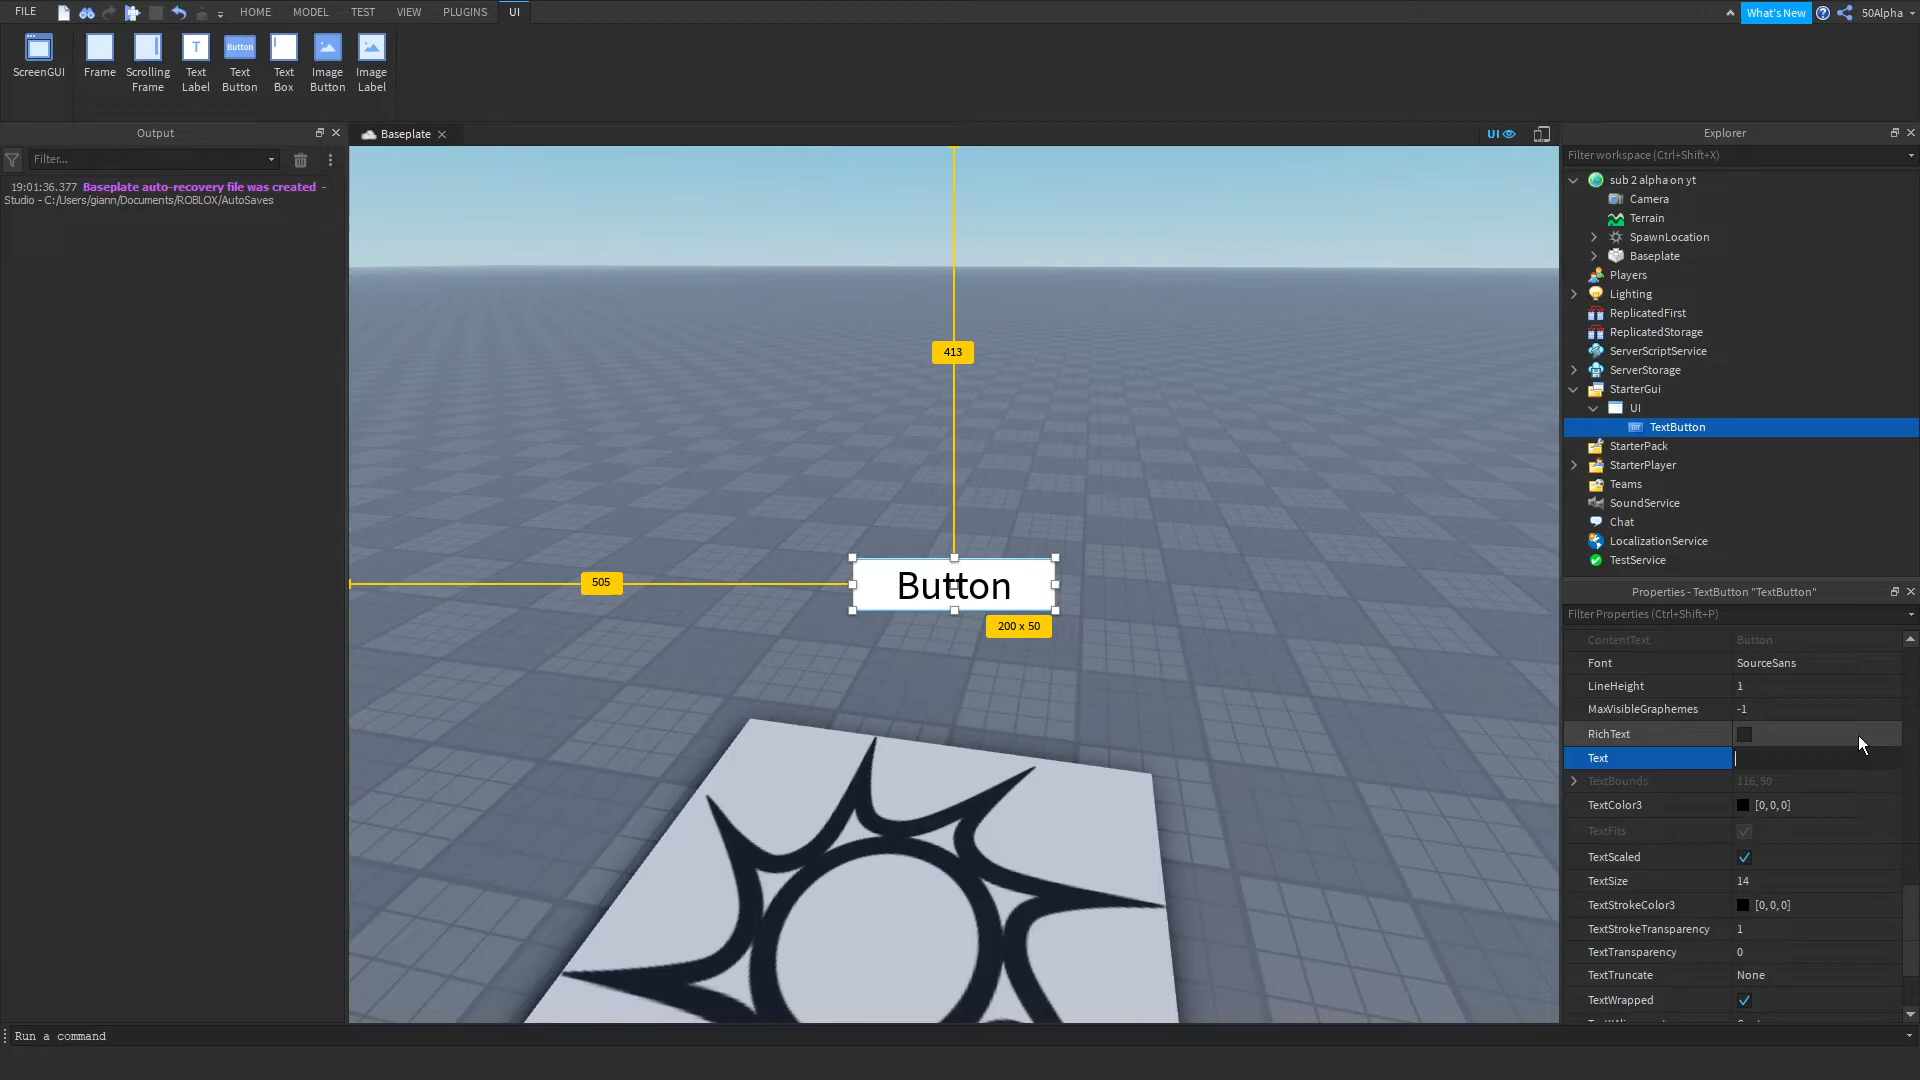 FILE
HOME
MODEL
TEST
VIEW
PLUGINS
UI
What's New
50Alpha
ScreenGUI
Frame
Scrolling
Frame
T
Text
Label
Button
Text
Button
Text
Box
Image
Button
Image
Label
Output
Filter...
19:01:36.377 Baseplate auto-recovery file was created -
Studio - C:/Users/giann/Documents/ROBLOX/AutoSaves
Baseplate
UI
413
505
Button
200 x 50
Explorer
Filter workspace (Ctrl+Shift+X)
sub 2 alpha on yt
Camera
Terrain
SpawnLocation
Baseplate
Players
Lighting
ReplicatedFirst
ReplicatedStorage
ServerScriptService
ServerStorage
StarterGui
UI
TextButton
StarterPack
StarterPlayer
Teams
SoundService
Chat
LocalizationService
TestService
Properties - TextButton "TextButton"
Filter Properties (Ctrl+Shift+P)
ContentText Button
Font SourceSans
LineHeight 1
MaxVisibleGraphemes -1
RichText
Text
TextBounds 116, 50
TextColor3 [0, 0, 0]
TextFits
TextScaled
TextSize 14
TextStrokeColor3 [0, 0, 0]
TextStrokeTransparency 1
TextTransparency 0
TextTruncate None
TextWrapped
Run a command